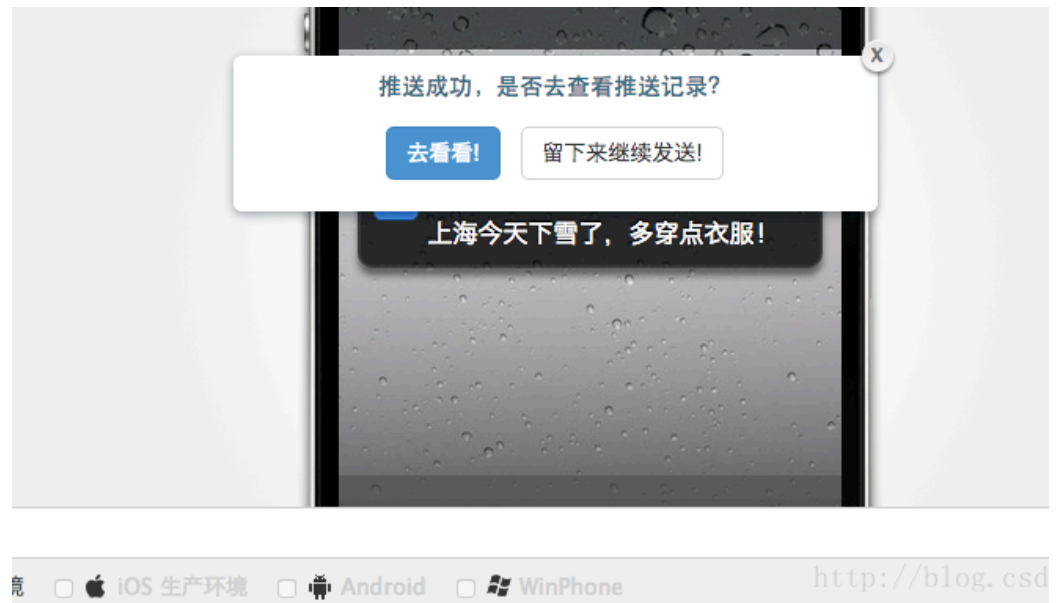 X
推送成功，是否去查看推送记录？
去看看! 留下来继续发送!
上海今天下雪了，多穿点衣服！
境 iOS 生产环境 Android WinPhone
http://blog.csd